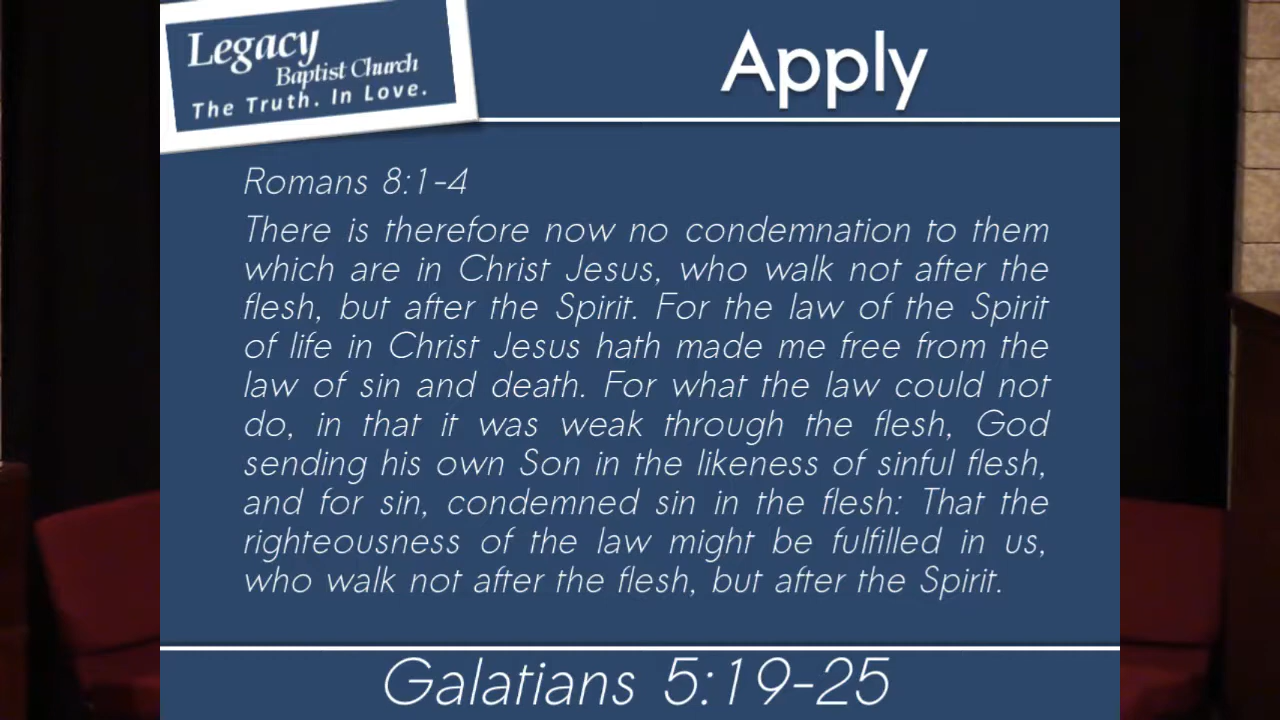 Legacy
Baptist Church
The Truth. In Love.
Apply
Romans 8:1-4
There is therefore now no condemnation to them
which are in Christ Jesus, who walk not after the
flesh, but after the Spirit. For the law of the Spirit
of life in Christ Jesus hath made me free from the
law of sin and death. For what the law could not
do, in that it was weak through the flesh, God
sending his own Son in the likeness of sinful flesh,
and for sin, condemned sin in the flesh: That the
righteousness of the law might be fulfilled in us,
who walk not after the flesh, but after the Spirit.
Galatians 5:19-25